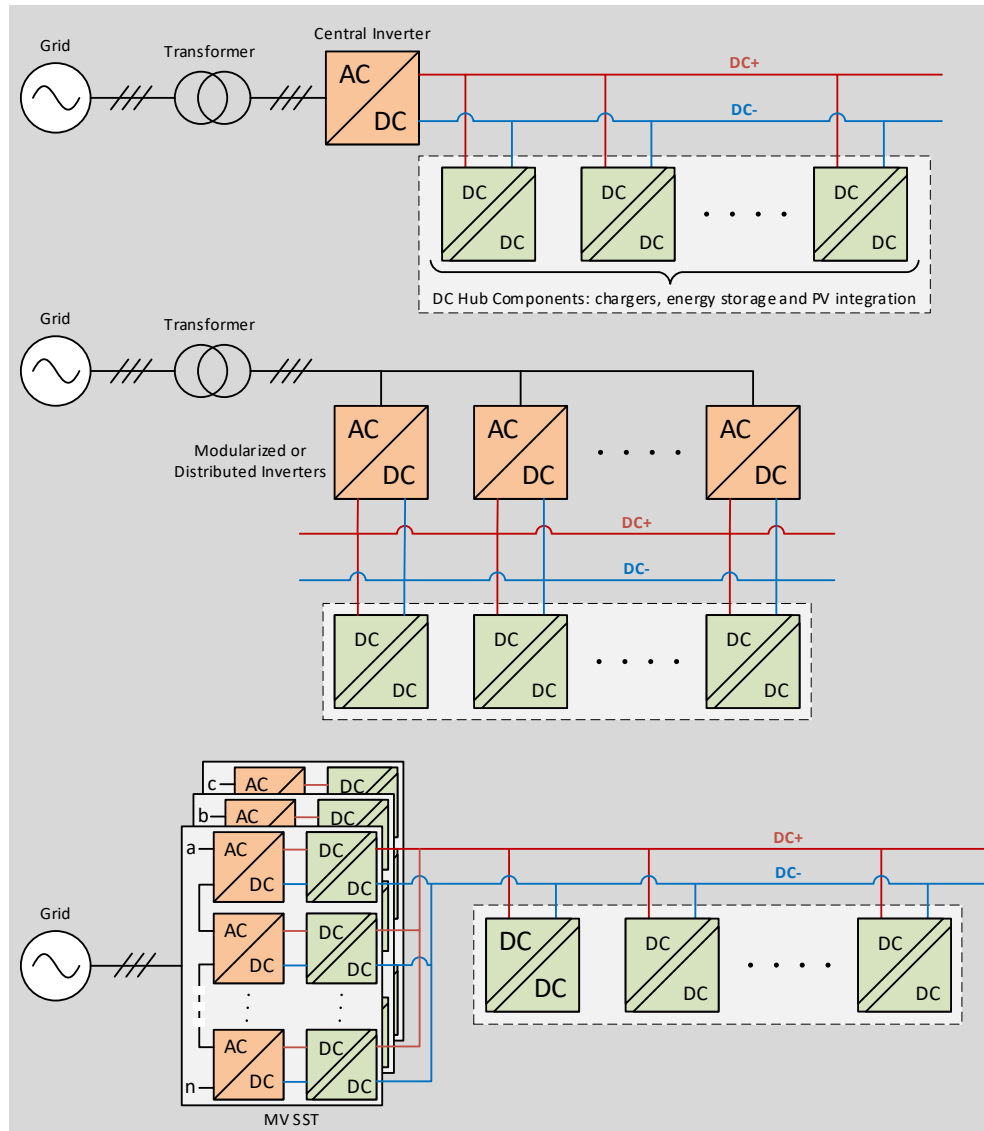 Grid
Transformer
Central Inverter
AC
DC
DC+
DC-
DC
DC
DC
DC
. . . .
DC
DC
DC Hub Components: chargers, energy storage and PV integration
Grid
Transformer
Modularized or
Distributed Inverters
AC
DC
AC
DC
. . . .
AC
DC
DC+
DC-
DC
DC
DC
DC
. . . .
DC
DC
Grid
c
AC
DC
b
AC
DC
a
AC
DC
DC
DC
AC
DC
DC
DC
AC
DC
DC
DC
n
MV SST
DC+
DC-
DC
DC
DC
DC
. . . .
DC
DC